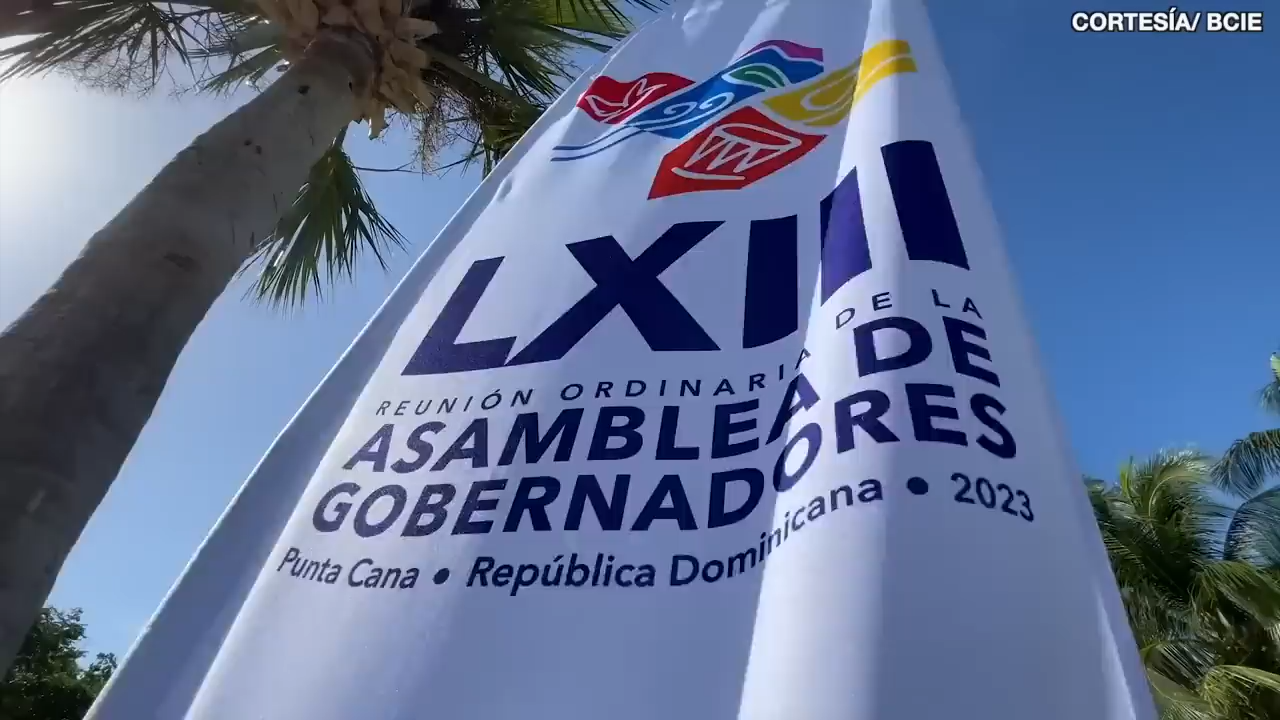 CORTESÍA/ BCIE
LXIII
REUNIÓN ORDINARIA DE LA
ASAMBLEA DE
GOBERNADORES
Punta Cana • República Dominicana • 2023